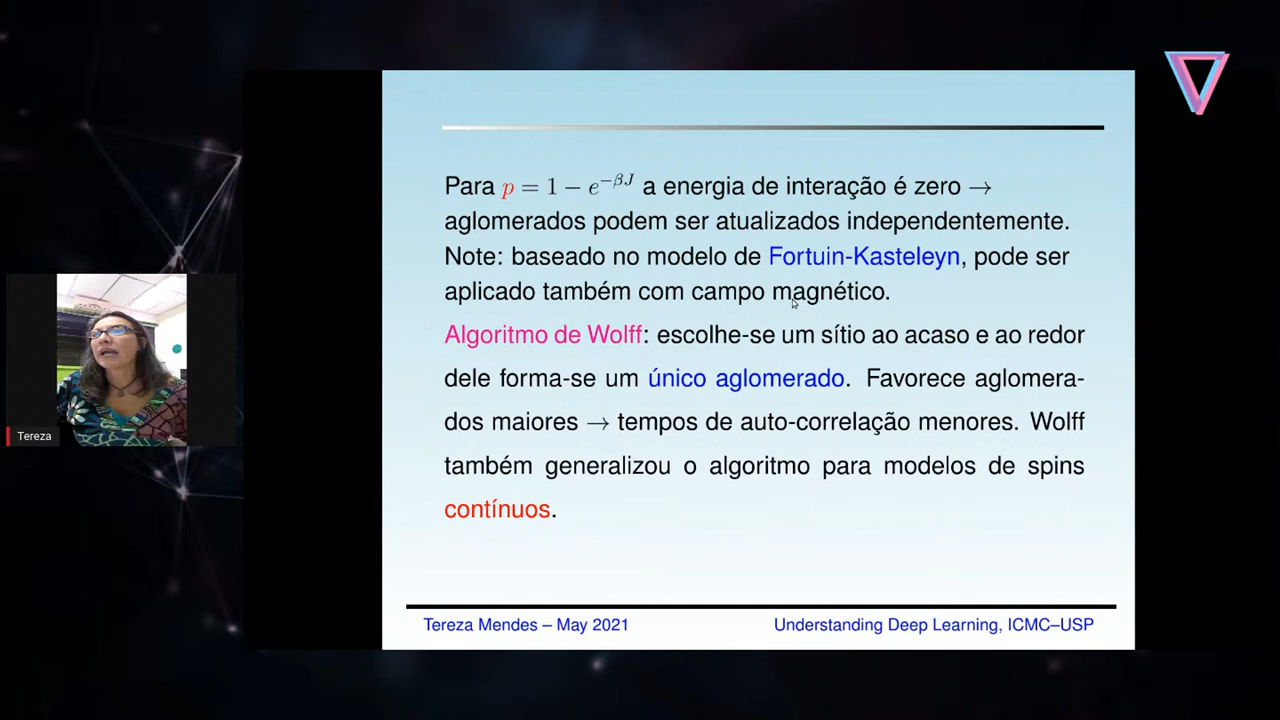 Para p = 1 − e^{−βJ} a energia de interação é zero →
aglomerados podem ser atualizados independentemente.
Note: baseado no modelo de Fortuin-Kasteleyn, pode ser
aplicado também com campo magnético.
Algoritmo de Wolff: escolhe-se um sítio ao acaso e ao redor
dele forma-se um único aglomerado. Favorece aglomera-
dos maiores → tempos de auto-correlação menores. Wolff
também generalizou o algoritmo para modelos de spins
contínuos.
Tereza
Tereza Mendes – May 2021
Understanding Deep Learning, ICMC–USP